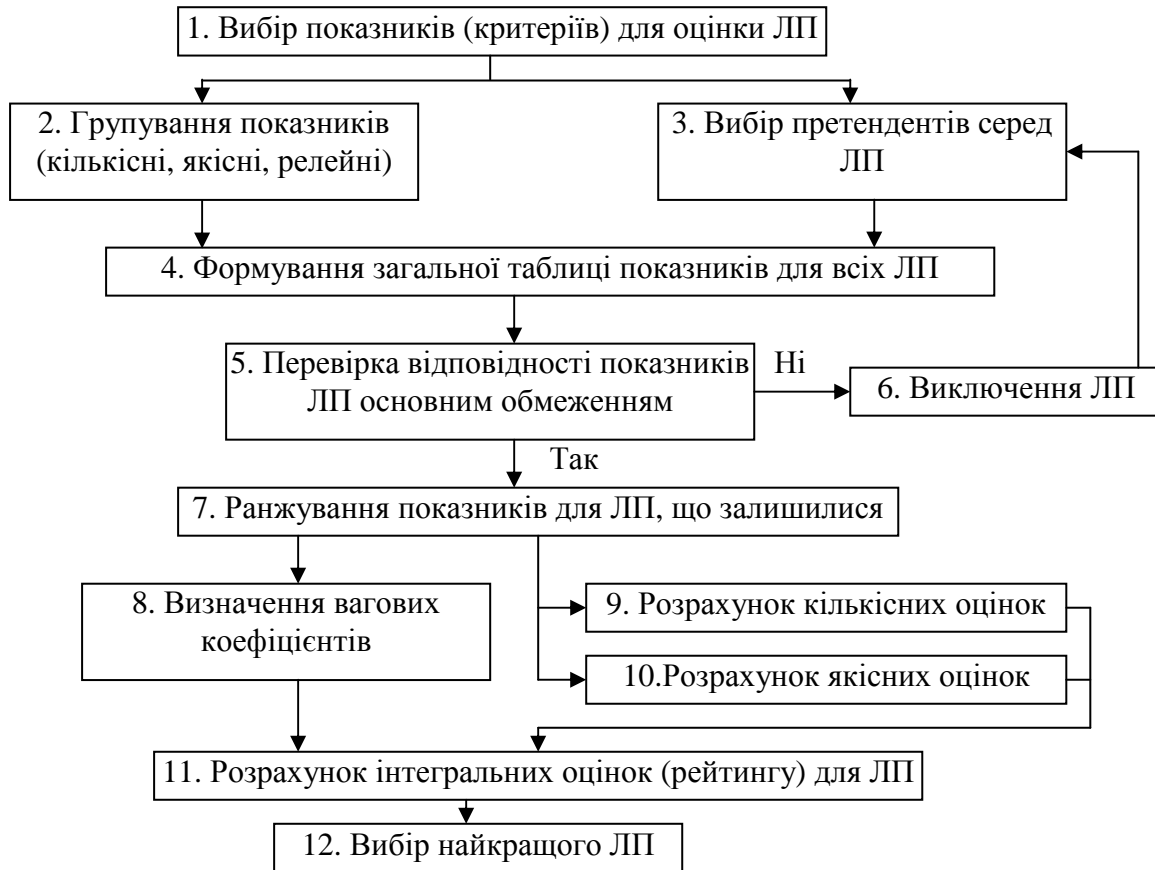 1. Вибір показників (критеріїв) для оцінки ЛП
2. Групування показників
(кількісні, якісні, релейні)
3. Вибір претендентів серед
ЛП
4. Формування загальної таблиці показників для всіх ЛП
5. Перевірка відповідності показників
ЛП основним обмеженням
Ні
6. Виключення ЛП
Так
7. Ранжування показників для ЛП, що залишилися
8. Визначення вагових
коефіцієнтів
9. Розрахунок кількісних оцінок
10.Розрахунок якісних оцінок
11. Розрахунок інтегральних оцінок (рейтингу) для ЛП
12. Вибір найкращого ЛП